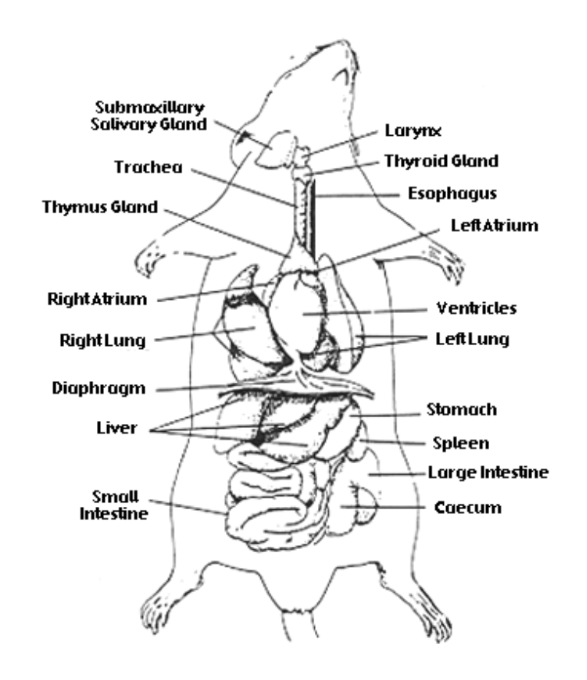 Submaxillary
Salivary Gland
Larynx
Trachea
Thyroid Gland
Esophagus
Thymus Gland
Left Atrium
Right Atrium
Ventricles
Right Lung
Left Lung
Diaphragm
Stomach
Liver
Spleen
Large Intestine
Small
Intestine
Caecum